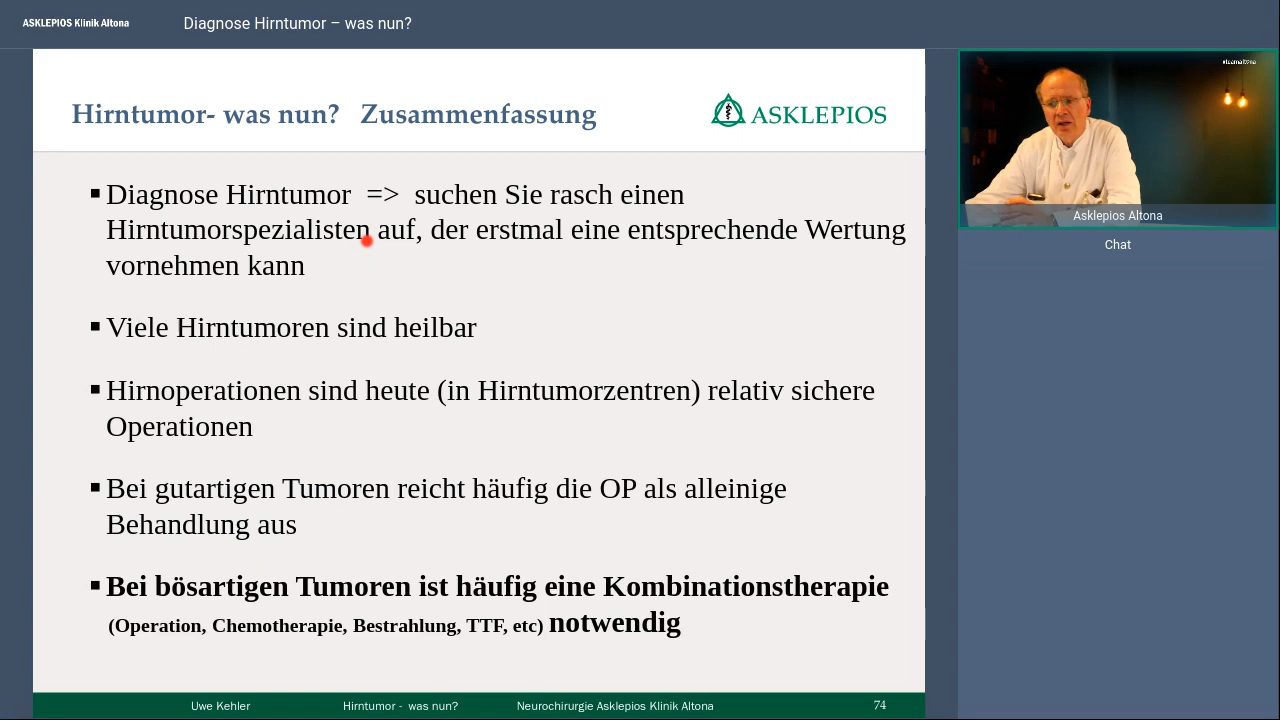 ASKLEPIOS Klinik Altona
Diagnose Hirntumor – was nun?
Hirntumor- was nun? Zusammenfassung
ASKLEPIOS
▪ Diagnose Hirntumor => suchen Sie rasch einen
Hirntumorspezialisten auf, der erstmal eine entsprechende Wertung
vornehmen kann
▪ Viele Hirntumoren sind heilbar
▪ Hirnoperationen sind heute (in Hirntumorzentren) relativ sichere
Operationen
▪ Bei gutartigen Tumoren reicht häufig die OP als alleinige
Behandlung aus
▪ Bei bösartigen Tumoren ist häufig eine Kombinationstherapie
(Operation, Chemotherapie, Bestrahlung, TTF, etc) notwendig
Uwe Kehler Hirntumor - was nun? Neurochirurgie Asklepios Klinik Altona 74
Asklepios Altona
Chat